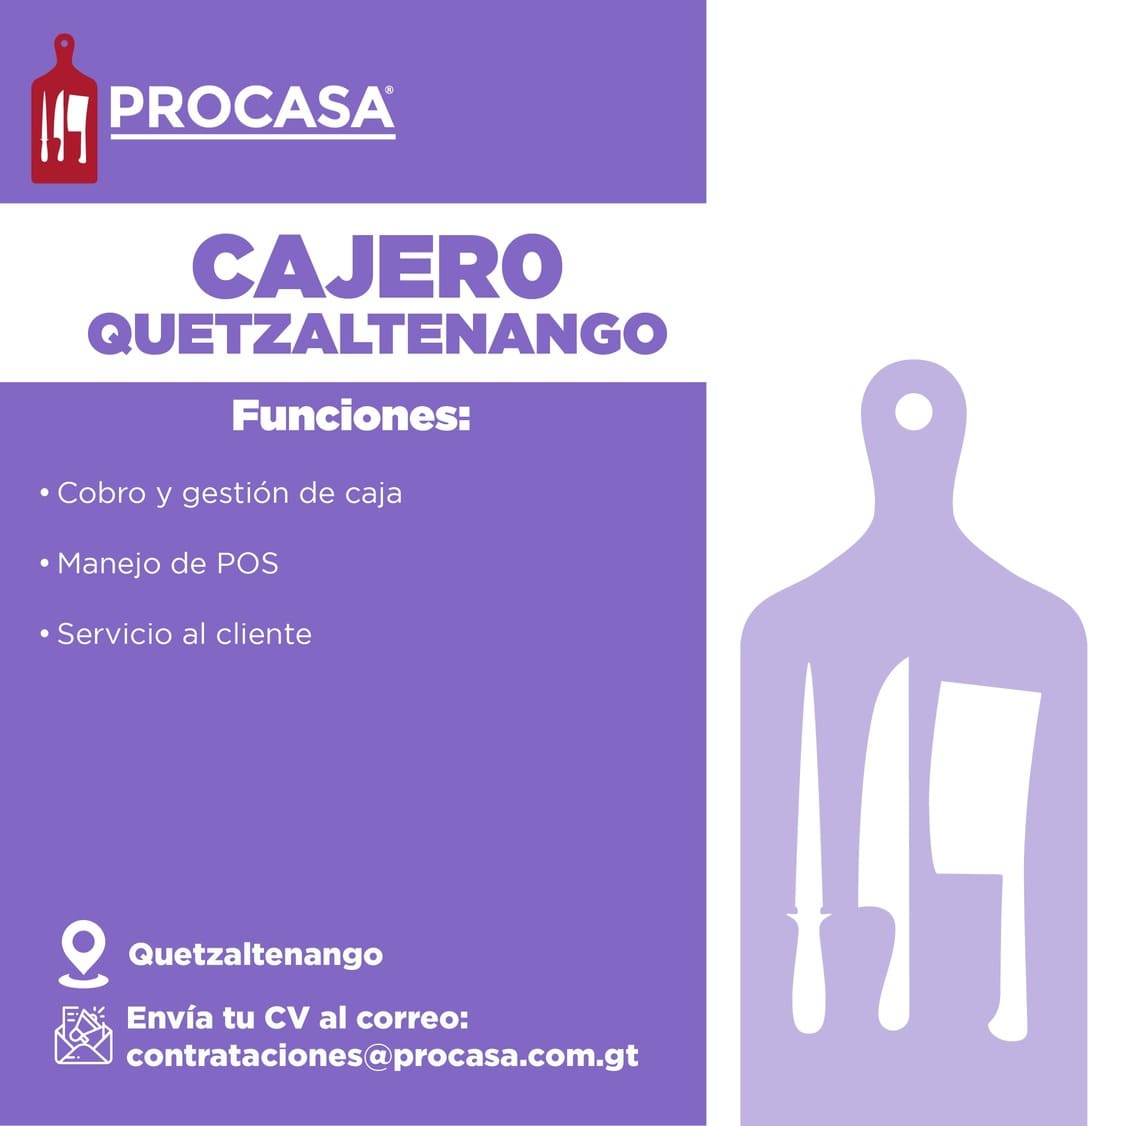 PROCASA®
CAJERO
QUETZALTENANGO
Funciones:
• Cobro y gestión de caja
• Manejo de POS
• Servicio al cliente
Quetzaltenango
Envía tu CV al correo:
contrataciones@procasa.com.gt